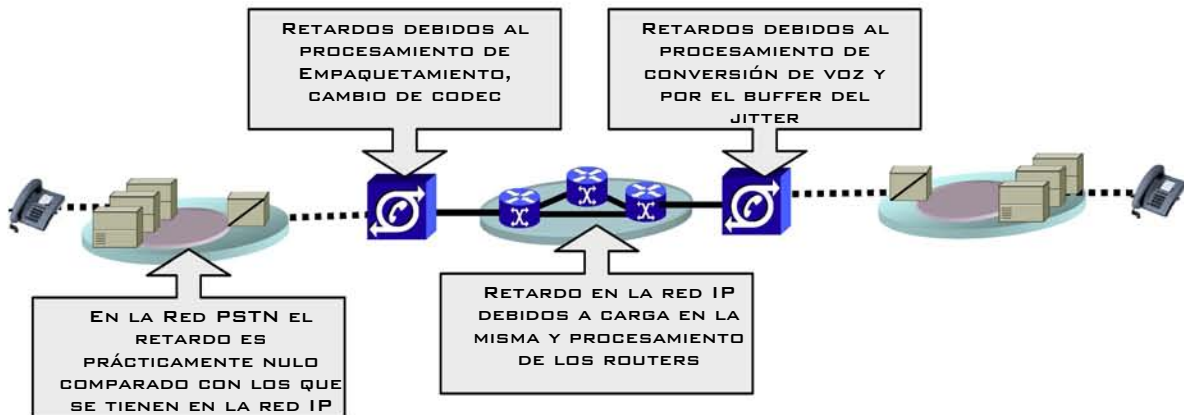 RETARDOS DEBIDOS AL
PROCESAMIENTO DE
EMPAQUETAMIENTO,
CAMBIO DE CODEC
RETARDOS DEBIDOS AL
PROCESAMIENTO DE
CONVERSIÓN DE VOZ Y
POR EL BUFFER DEL
JITTER
EN LA RED PSTN EL
RETARDO ES
PRÁCTICAMENTE NULO
COMPARADO CON LOS QUE
SE TIENEN EN LA RED IP
RETARDO EN LA RED IP
DEBIDOS A CARGA EN LA
MISMA Y PROCESAMIENTO
DE LOS ROUTERS